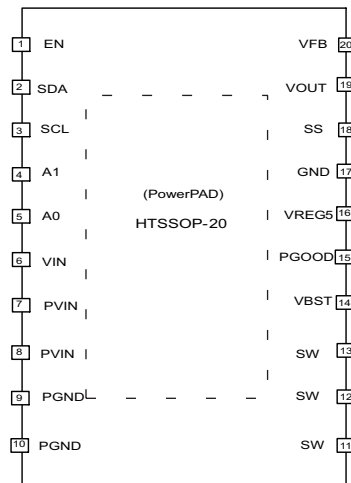 1 EN VFB 20
2 SDA VOUT 19
3 SCL SS 18
4 A1 GND 17
(PowerPAD)
5 A0 HTSSOP-20 VREG5 16
6 VIN PGOOD 15
7 PVIN VBST 14
8 PVIN SW 13
9 PGND SW 12
10 PGND SW 11